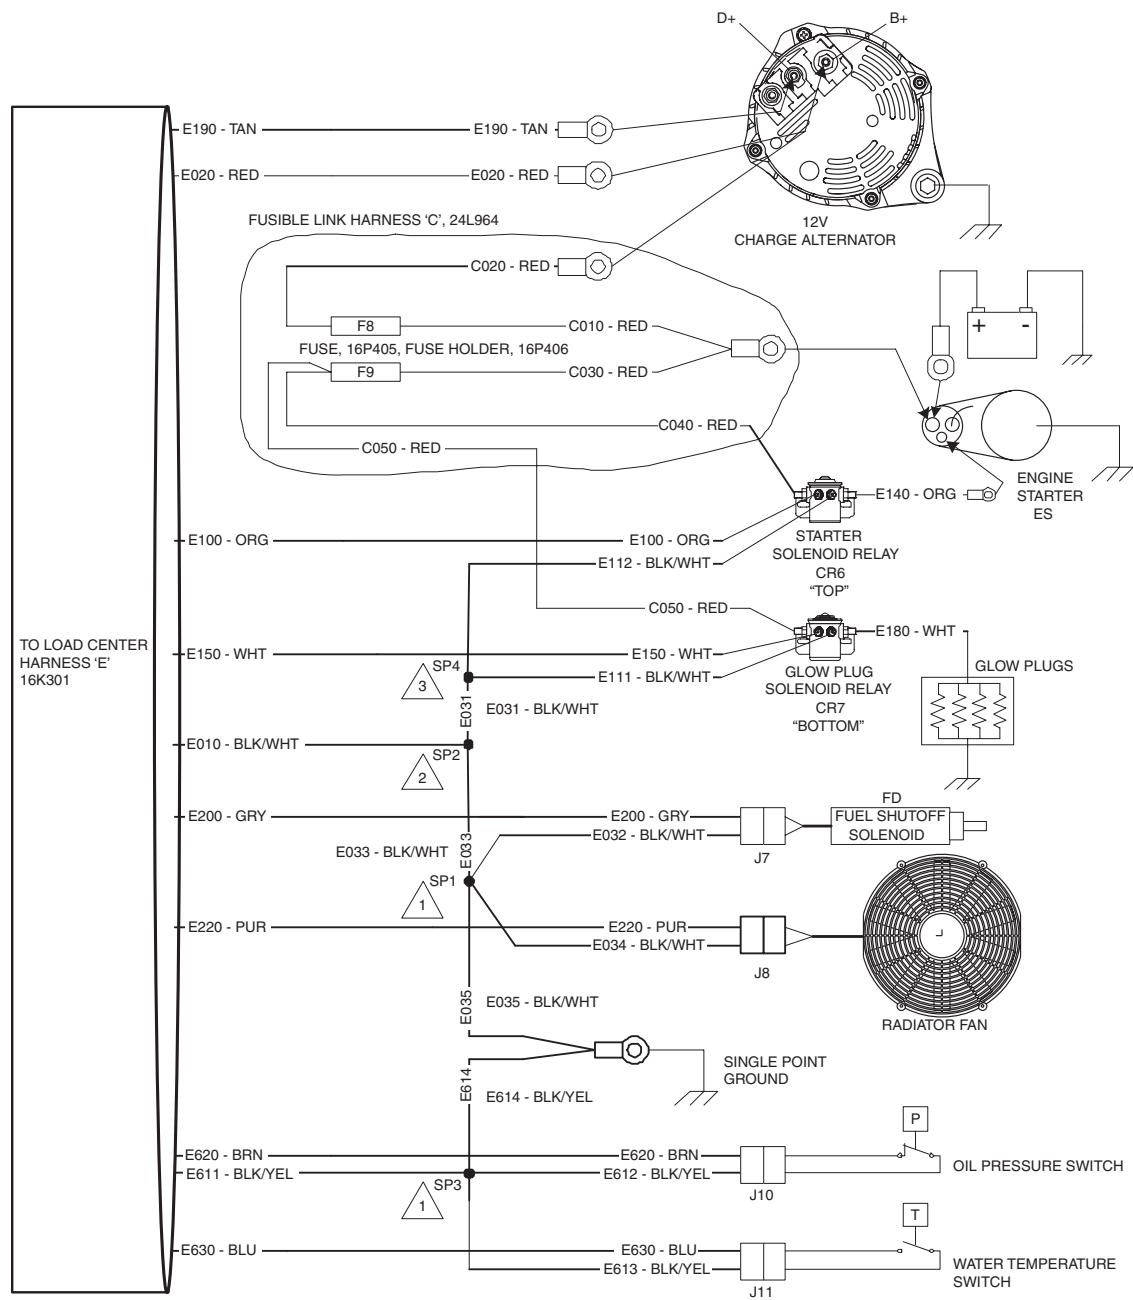 D+
B+
E190 - TAN
E190 - TAN
E020 - RED
E020 - RED
12V
CHARGE ALTERNATOR
FUSIBLE LINK HARNESS ‘C’, 24L964
C020 - RED
F8
C010 - RED
+
-
FUSE, 16P405, FUSE HOLDER, 16P406
F9
C030 - RED
C040 - RED
C050 - RED
ENGINE
STARTER
ES
E140 - ORG
STARTER
SOLENOID RELAY
CR6
“TOP”
E100 - ORG
E100 - ORG
E112 - BLK/WHT
C050 - RED
TO LOAD CENTER
HARNESS ‘E’
16K301
E150 - WHT
E150 - WHT
E180 - WHT
GLOW PLUGS
SP4
3
E111 - BLK/WHT
GLOW PLUG
SOLENOID RELAY
CR7
“BOTTOM”
E031
E031 - BLK/WHT
E010 - BLK/WHT
SP2
2
E200 - GRY
E200 - GRY
FD
FUEL SHUTOFF
SOLENOID
E032 - BLK/WHT
J7
E033
E033 - BLK/WHT
SP1
1
E220 - PUR
E220 - PUR
E034 - BLK/WHT
J8
RADIATOR FAN
E035
E035 - BLK/WHT
SINGLE POINT
GROUND
E614
E614 - BLK/YEL
P
E620 - BRN
E620 - BRN
E611 - BLK/YEL
E612 - BLK/YEL
OIL PRESSURE SWITCH
SP3
1
J10
T
E630 - BLU
E630 - BLU
E613 - BLK/YEL
J11
WATER TEMPERATURE
SWITCH